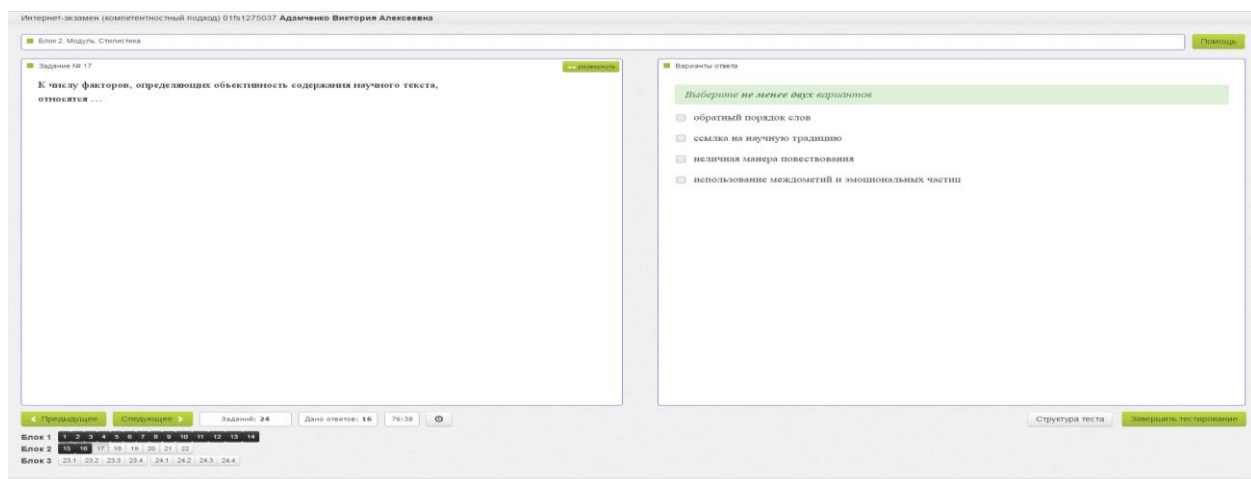 Интернет-экзамен (компетентностный подход) 01fs1275037 Адамченко Виктория Алексеевна
Блок 2. Модуль: Стилистика
Помощь
Задание № 17
развернуть
К числу факторов, определяющих объективность содержания научного текста,
относятся …
Варианты ответа
Выберите не менее двух вариантов
обратный порядок слов
ссылка на научную традицию
неличная манера повествования
использование междометий и эмоциональных частиц
Предыдущее Следующее Заданий: 24 Дано ответов: 16 76:38
Структура теста Завершить тестирование
Блок 1 1 2 3 4 5 6 7 8 9 10 11 12 13 14
Блок 2 15 16 17 18 19 20 21 22
Блок 3 23.1 23.2 23.3 23.4 24.1 24.2 24.3 24.4